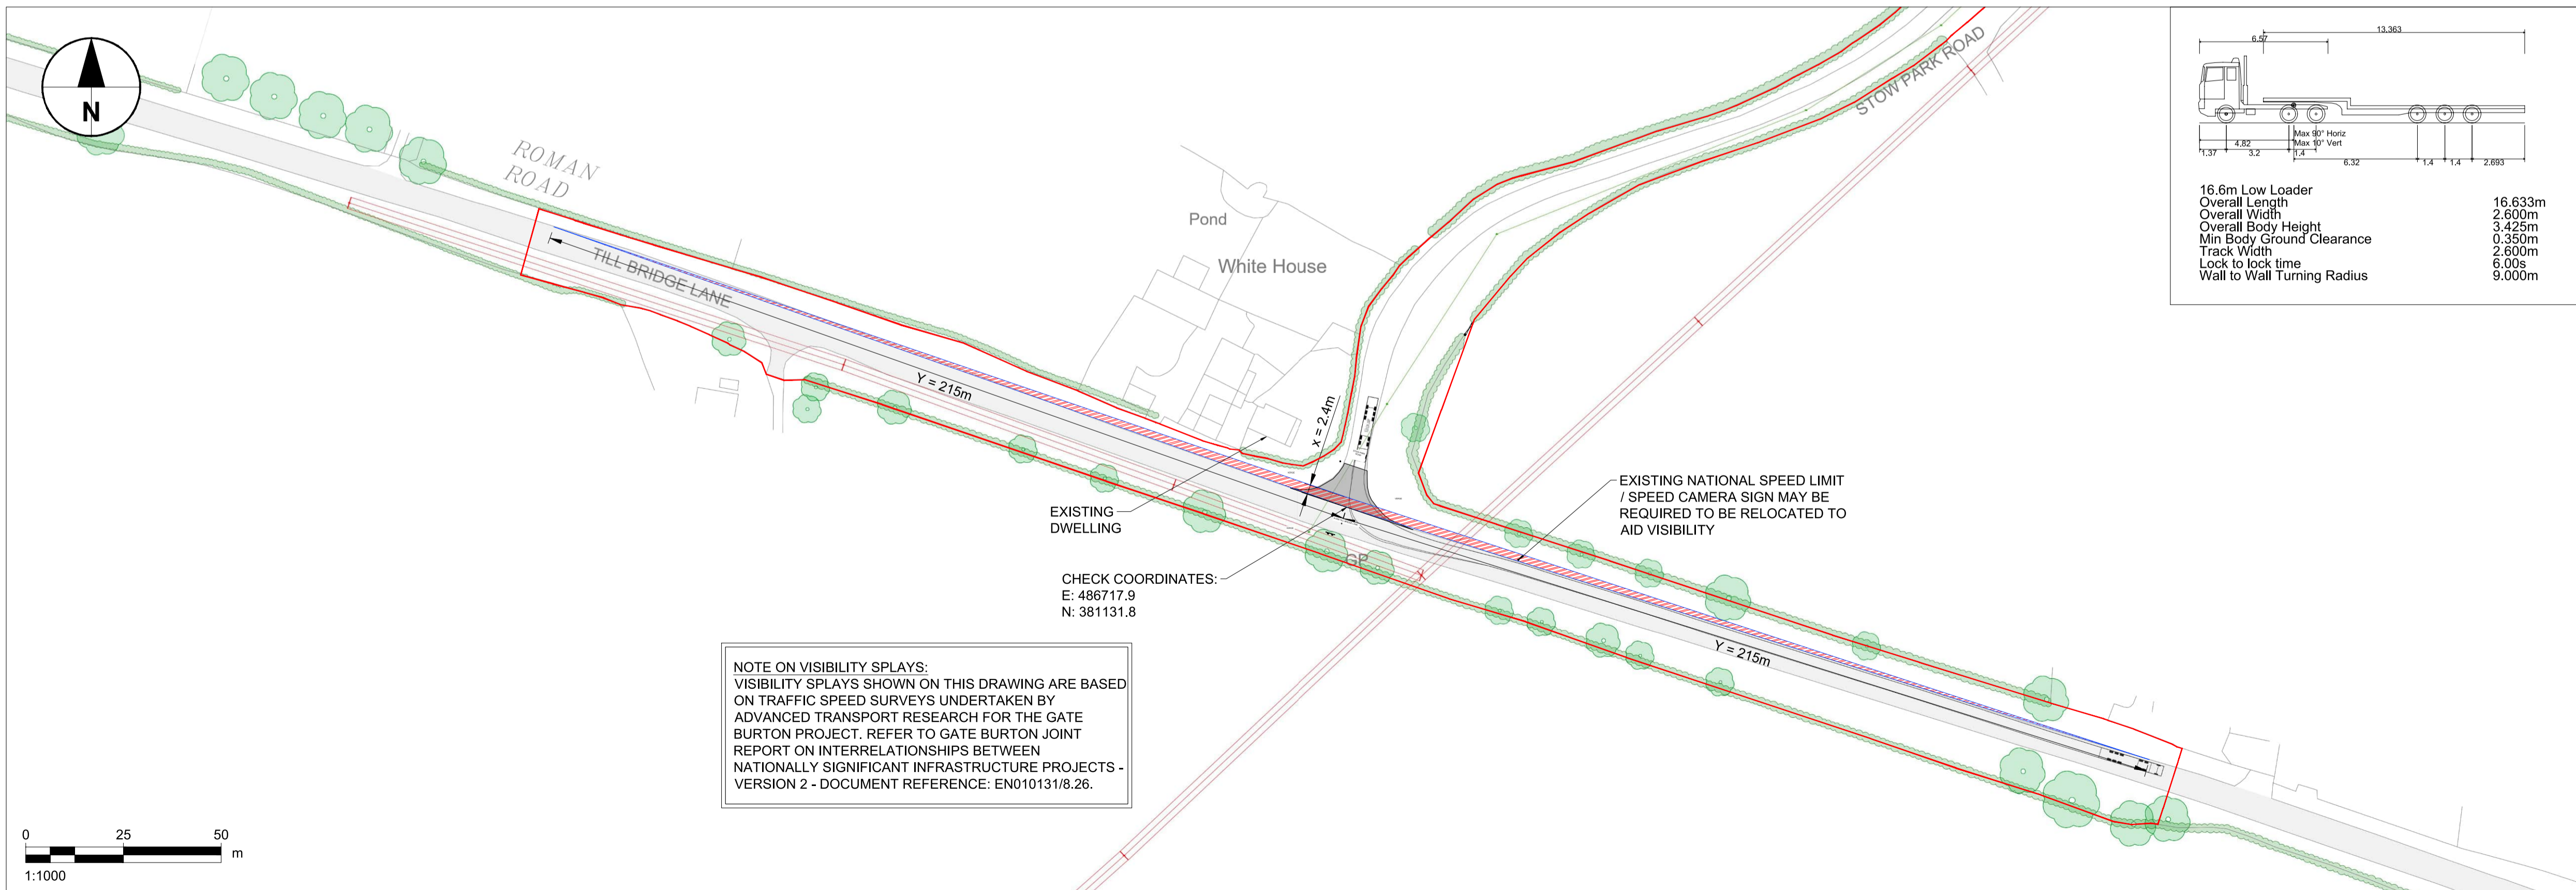 N
ROMAN
ROAD
TILL BRIDGE LANE
Pond
White House
STOW PARK ROAD
Y = 215m
x = 2.4m
EXISTING
DWELLING
CHECK COORDINATES:
E: 486717.9
N: 381131.8
GP
EXISTING NATIONAL SPEED LIMIT
/ SPEED CAMERA SIGN MAY BE
REQUIRED TO BE RELOCATED TO
AID VISIBILITY
Y = 215m
NOTE ON VISIBILITY SPLAYS:
VISIBILITY SPLAYS SHOWN ON THIS DRAWING ARE BASED
ON TRAFFIC SPEED SURVEYS UNDERTAKEN BY
ADVANCED TRANSPORT RESEARCH FOR THE GATE
BURTON PROJECT. REFER TO GATE BURTON JOINT
REPORT ON INTERRELATIONSHIPS BETWEEN
NATIONALLY SIGNIFICANT INFRASTRUCTURE PROJECTS -
VERSION 2 - DOCUMENT REFERENCE: EN010131/8.26.
0 25 50
m
1:1000
13.363
6.57
Max 90° Horiz
4.82 Max 10° Vert
1.37 3.2 1.4
6.32 1.4 1.4 2.693
16.6m Low Loader
Overall Length 16.633m
Overall Width 2.600m
Overall Body Height 3.425m
Min Body Ground Clearance 0.350m
Track Width 2.600m
Lock to lock time 6.00s
Wall to Wall Turning Radius 9.000m